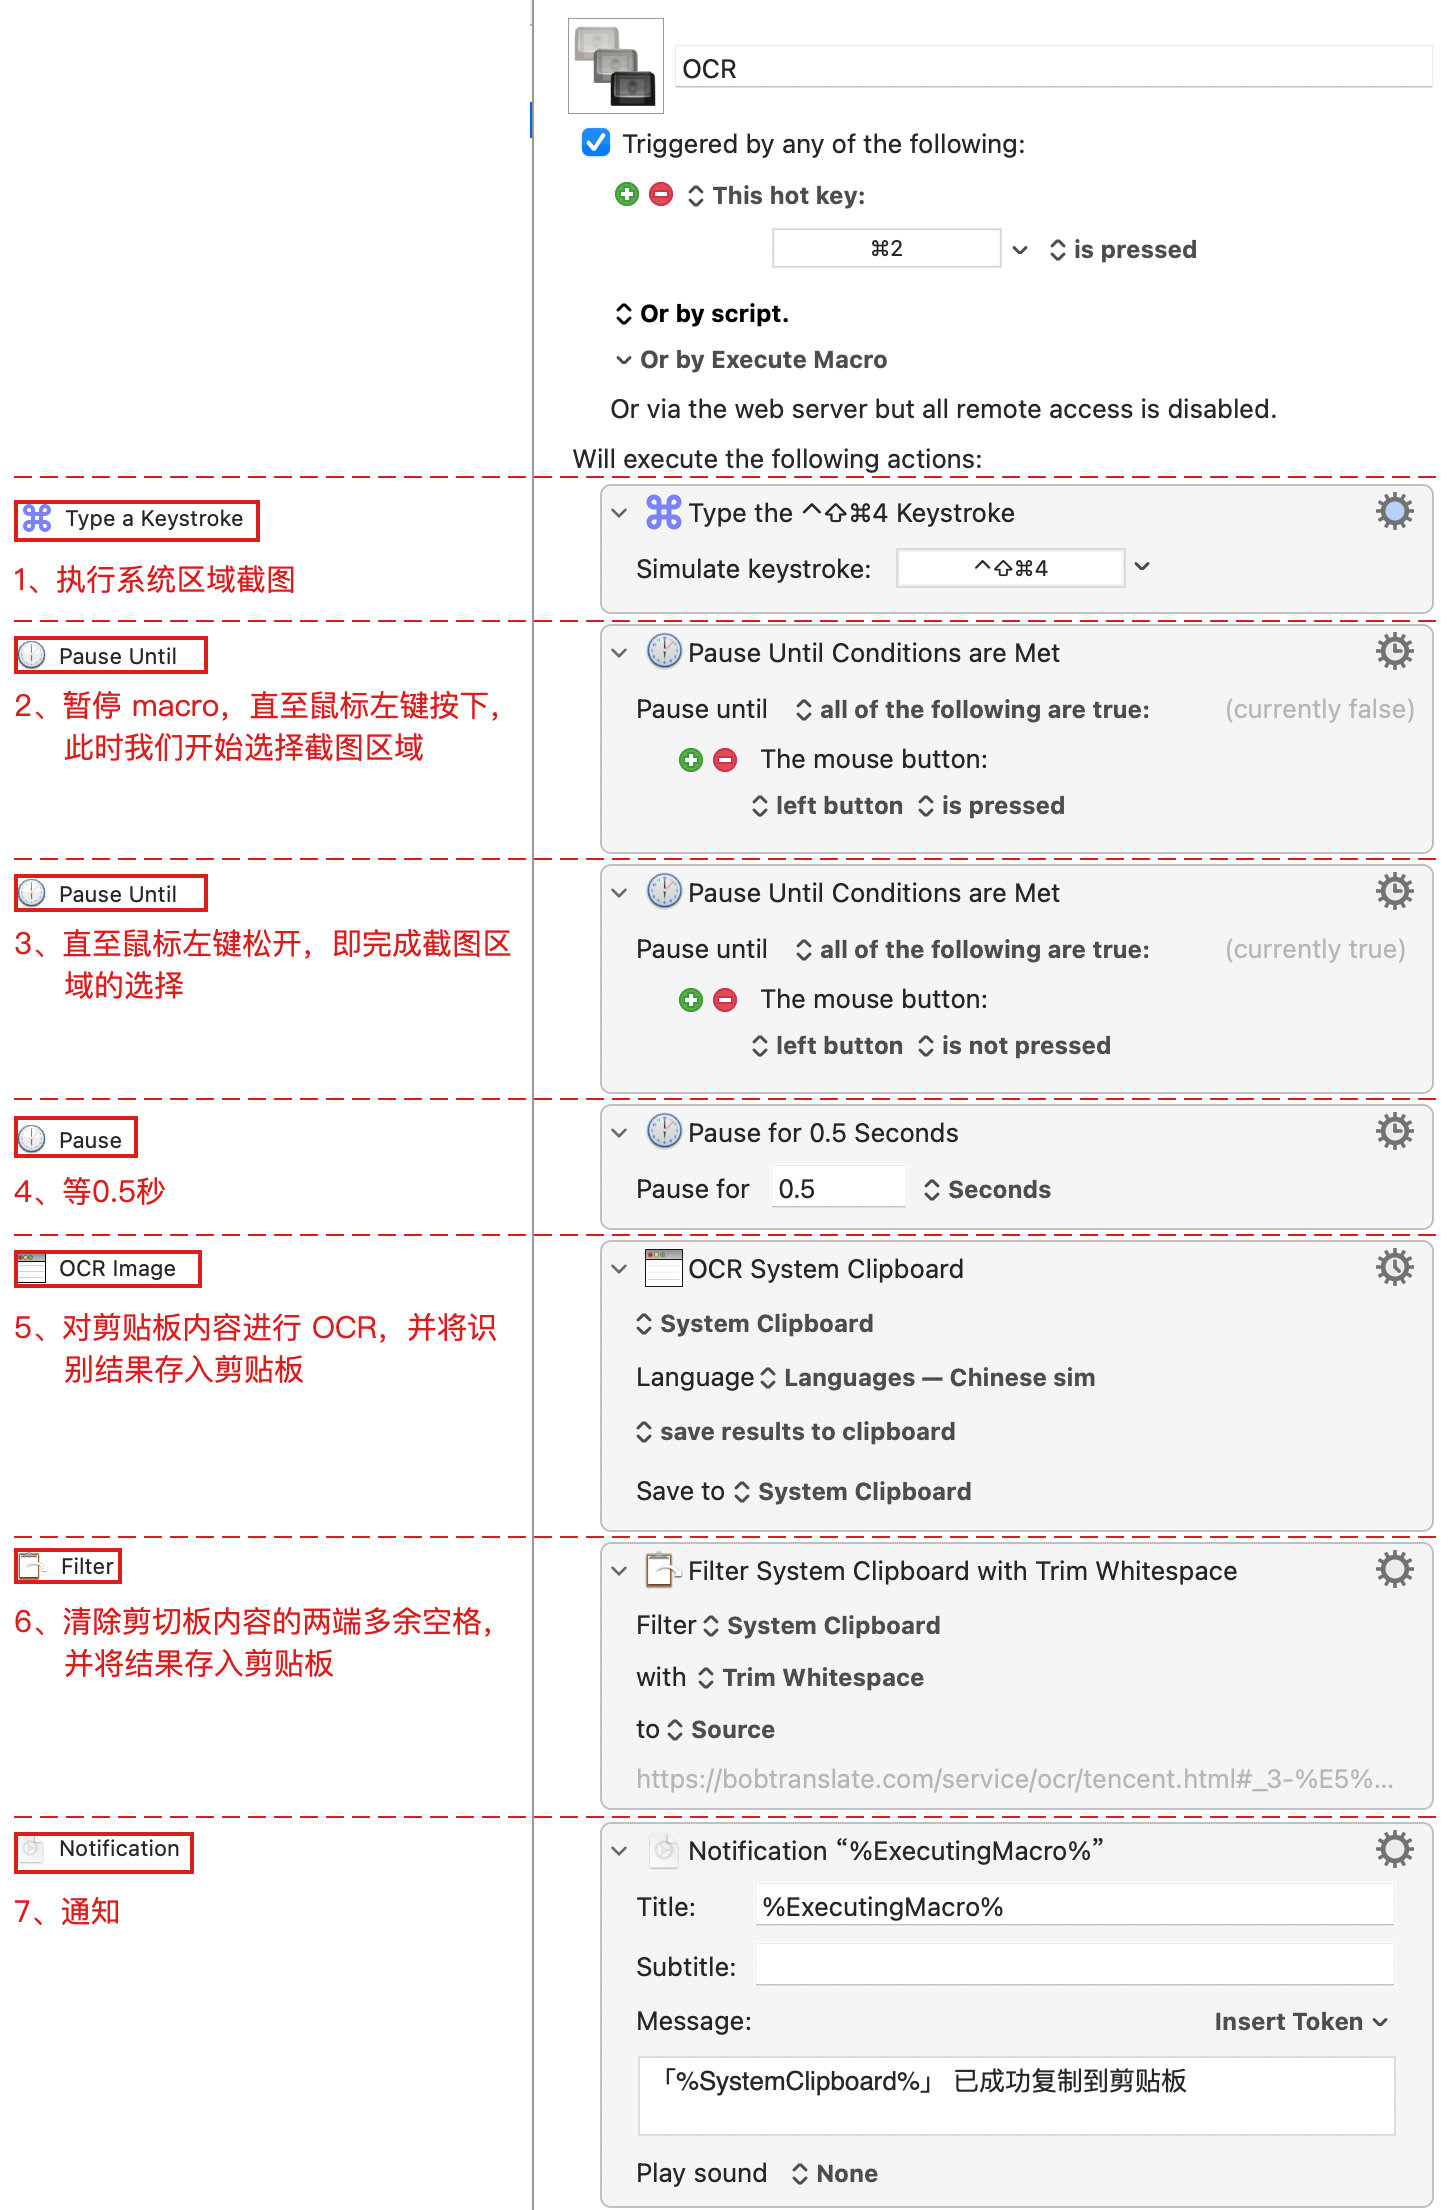 OCR
Triggered by any of the following:
This hot key:
⌘2
is pressed
Or by script.
Or by Execute Macro
Or via the web server but all remote access is disabled.
Will execute the following actions:
Type a Keystroke
1、执行系统区域截图
Type the ^⇧⌘4 Keystroke
Simulate keystroke: ^⇧⌘4
Pause Until
2、暂停 macro，直至鼠标左键按下，
此时我们开始选择截图区域
Pause Until Conditions are Met
Pause until all of the following are true: (currently false)
The mouse button:
left button is pressed
Pause Until
3、直至鼠标左键松开，即完成截图区
域的选择
Pause Until Conditions are Met
Pause until all of the following are true: (currently true)
The mouse button:
left button is not pressed
Pause
4、等0.5秒
Pause for 0.5 Seconds
Pause for 0.5 Seconds
OCR Image
5、对剪贴板内容进行 OCR，并将识
别结果存入剪贴板
OCR System Clipboard
System Clipboard
Language Languages — Chinese sim
save results to clipboard
Save to System Clipboard
Filter
6、清除剪切板内容的两端多余空格，
并将结果存入剪贴板
Filter System Clipboard with Trim Whitespace
Filter System Clipboard
with Trim Whitespace
to Source
https://bobtranslate.com/service/ocr/tencent.html#_3-%E5%...
Notification
7、通知
Notification “%ExecutingMacro%”
Title: %ExecutingMacro%
Subtitle:
Message: Insert Token
「%SystemClipboard%」 已成功复制到剪贴板
Play sound None